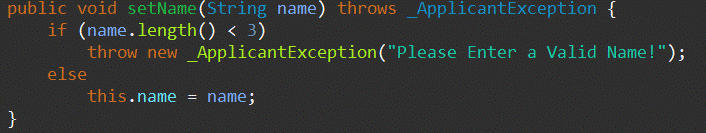 public void setName(String name) throws _ApplicantException {
    if (name.length() < 3)
        throw new _ApplicantException("Please Enter a Valid Name!");
    else
        this.name = name;
}